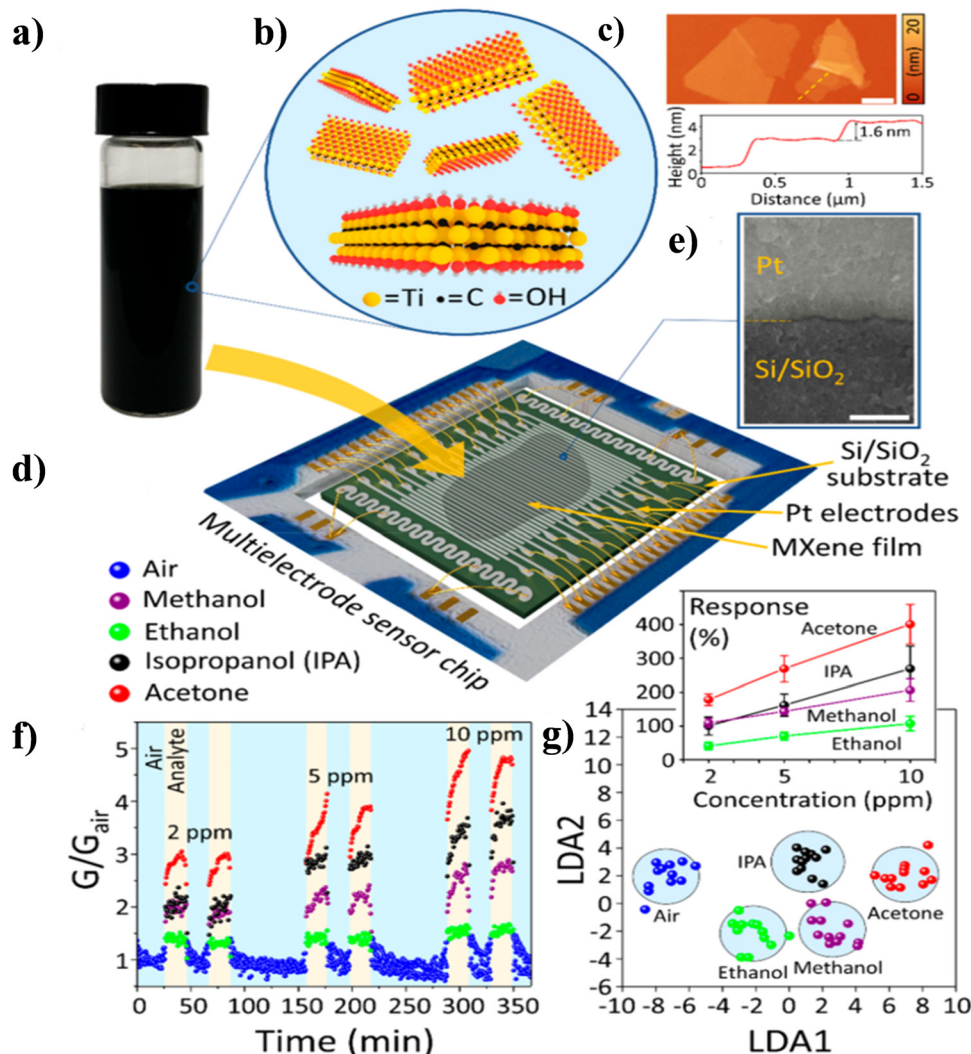 a)
b)
=Ti •=C =OH
c)
20
(nm)
0
Height (nm)
4
2
0
1.6 nm
0 0.5 1 1.5
Distance (µm)
e)
Pt
Si/SiO₂
d)
Multielectrode sensor chip
Si/SiO₂
substrate
Pt electrodes
MXene film
Air
Methanol
Ethanol
Isopropanol (IPA)
Acetone
f)
G/Gair
5
4
3
2
1
Air
Analyte
2 ppm
5 ppm
10 ppm
0 50 100 150 200 250 300 350
Time (min)
Response
(%)
400
300
200
100
0
Acetone
IPA
Methanol
Ethanol
2 5 10
Concentration (ppm)
g)
LDA2
14
12
10
8
6
4
2
0
-2
-4
-6
Air
IPA
Acetone
Ethanol
Methanol
-10 -8 -6 -4 -2 0 2 4 6 8 10
LDA1